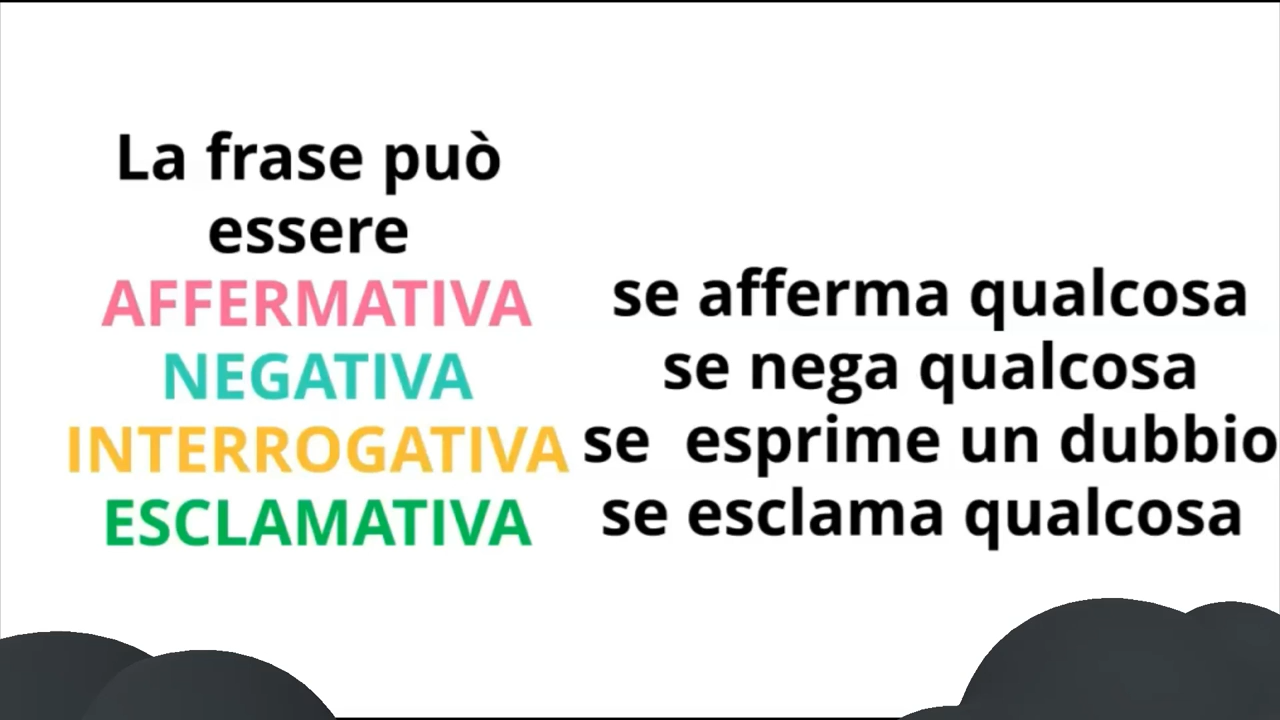 La frase può
essere
AFFERMATIVA se afferma qualcosa
NEGATIVA se nega qualcosa
INTERROGATIVA se esprime un dubbio
ESCLAMATIVA se esclama qualcosa